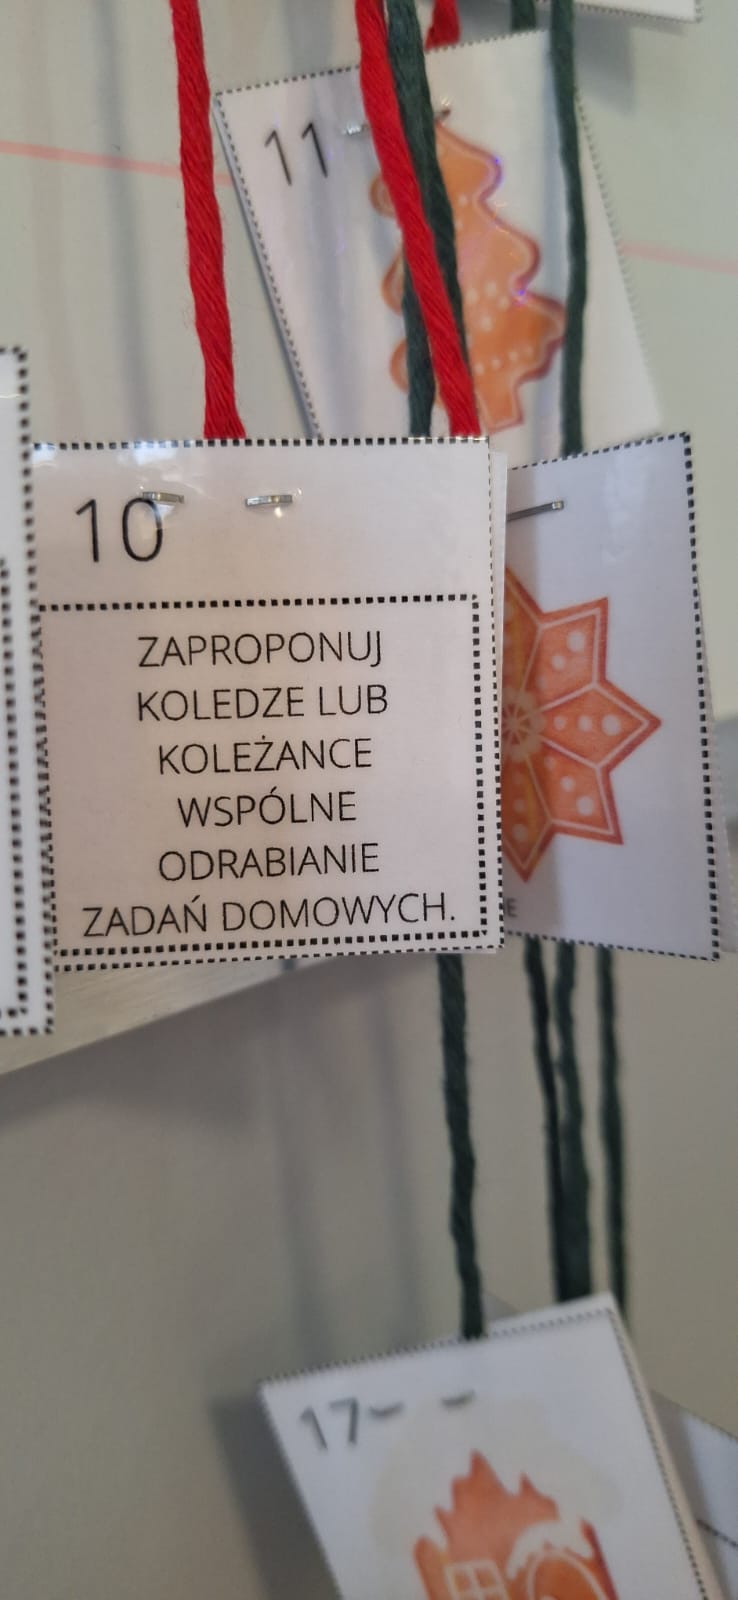 11
10
ZAPROPONUJ
KOLEDZE LUB
KOLEŻANCE
WSPÓLNE
ODRABIANIE
ZADAŃ DOMOWYCH.
17